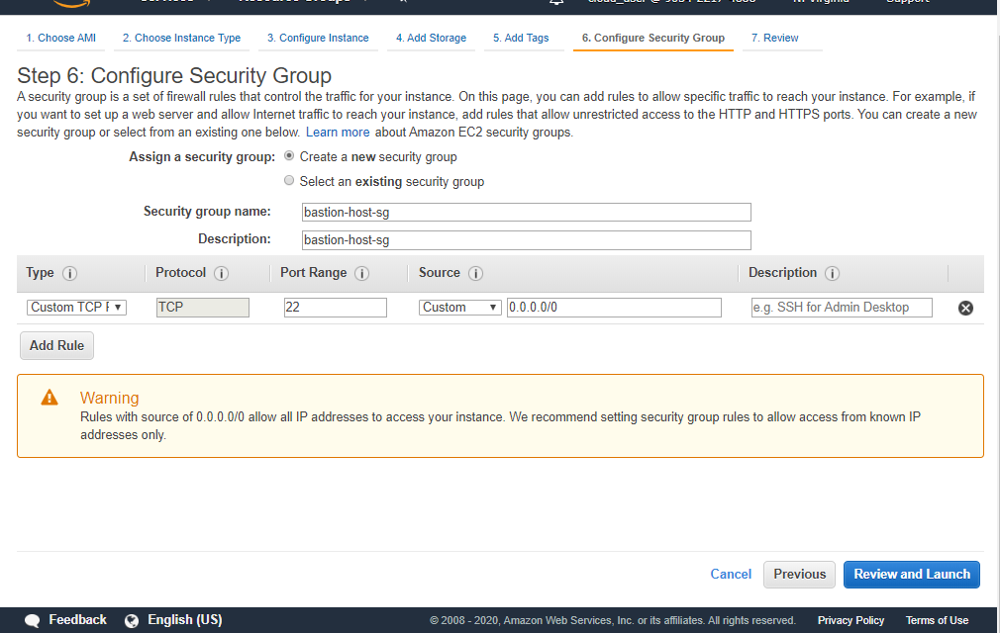 1. Choose AMI 2. Choose Instance Type 3. Configure Instance 4. Add Storage 5. Add Tags 6. Configure Security Group 7. Review
Step 6: Configure Security Group
A security group is a set of firewall rules that control the traffic for your instance. On this page, you can add rules to allow specific traffic to reach your instance. For example, if
you want to set up a web server and allow Internet traffic to reach your instance, add rules that allow unrestricted access to the HTTP and HTTPS ports. You can create a new
security group or select from an existing one below. Learn more about Amazon EC2 security groups.
Assign a security group: Create a new security group
Select an existing security group
Security group name: bastion-host-sg
Description: bastion-host-sg
Type Protocol Port Range Source Description
Custom TCP TCP 22 Custom 0.0.0.0/0 e.g. SSH for Admin Desktop
Add Rule
Warning
Rules with source of 0.0.0.0/0 allow all IP addresses to access your instance. We recommend setting security group rules to allow access from known IP
addresses only.
Cancel Previous Review and Launch
Feedback English (US) © 2008 - 2020, Amazon Web Services, Inc. or its affiliates. All rights reserved. Privacy Policy Terms of Use